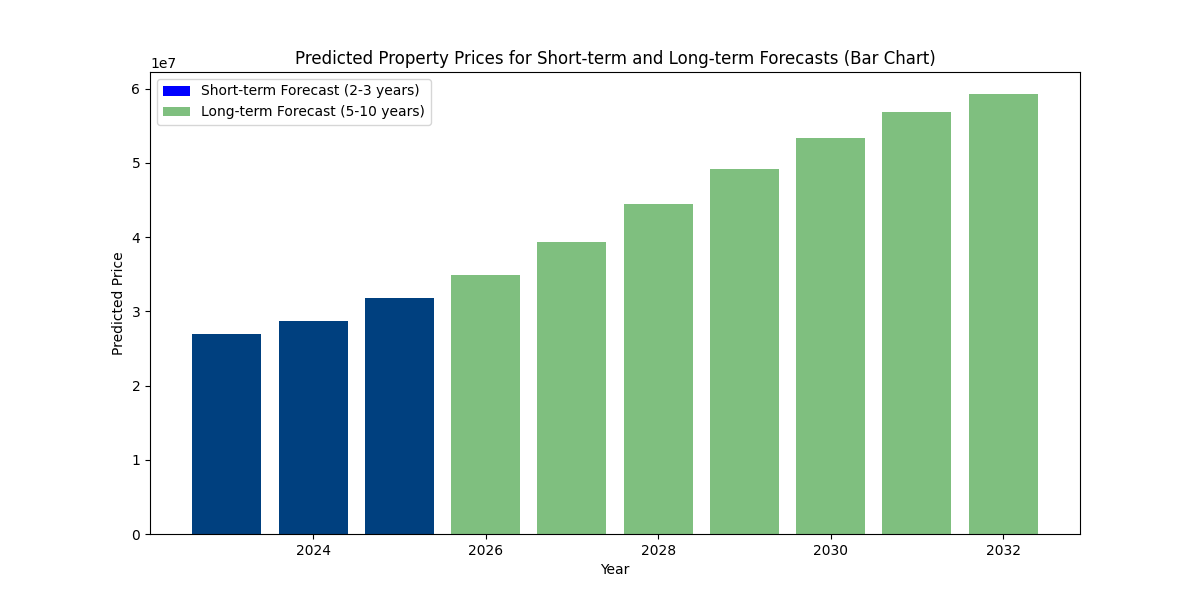 Predicted Property Prices for Short-term and Long-term Forecasts (Bar Chart)
1e7
Short-term Forecast (2-3 years)
Long-term Forecast (5-10 years)
6
5
4
3
2
1
0
Predicted Price
2024 2026 2028 2030 2032
Year